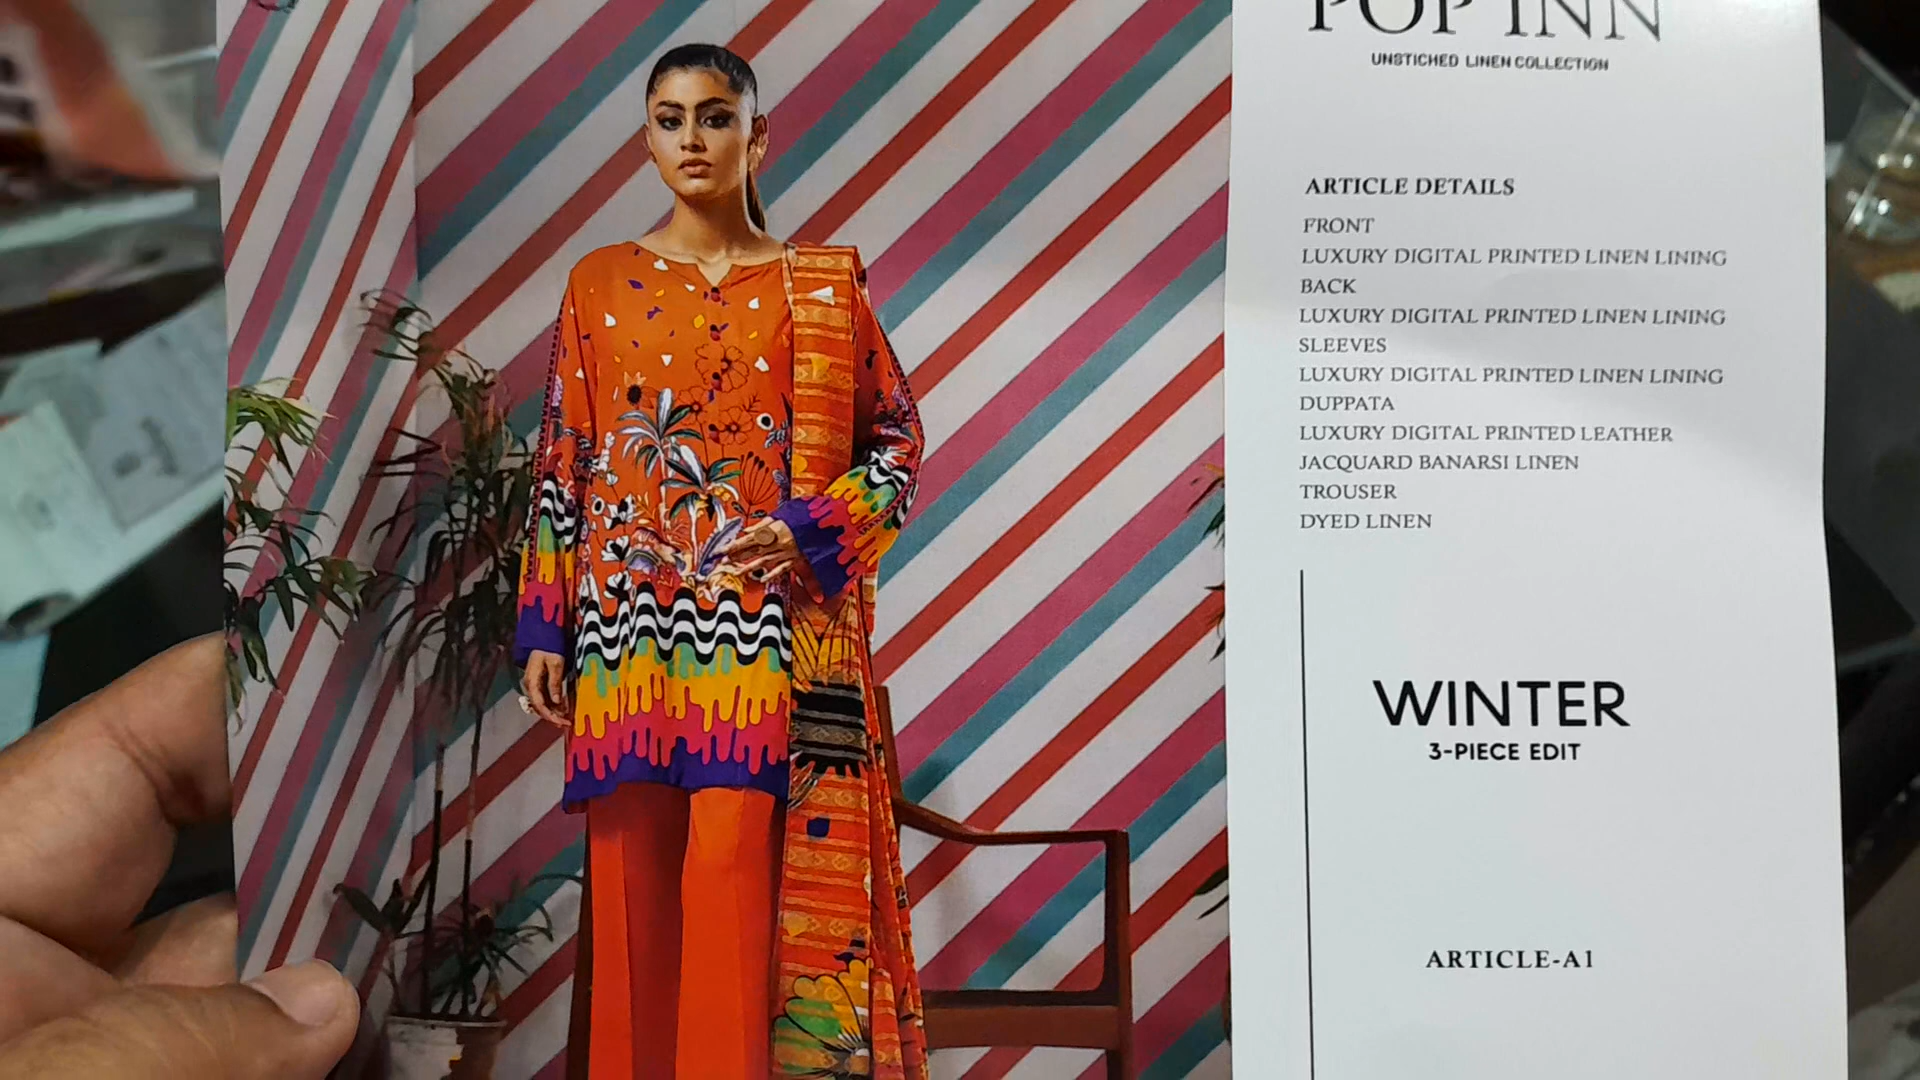 POP INN
UNSTICHED LINEN COLLECTION
ARTICLE DETAILS
FRONT
LUXURY DIGITAL PRINTED LINEN LINING
BACK
LUXURY DIGITAL PRINTED LINEN LINING
SLEEVES
LUXURY DIGITAL PRINTED LINEN LINING
DUPPATA
LUXURY DIGITAL PRINTED LEATHER
JACQUARD BANARSI LINEN
TROUSER
DYED LINEN
WINTER
3-PIECE EDIT
ARTICLE-A1